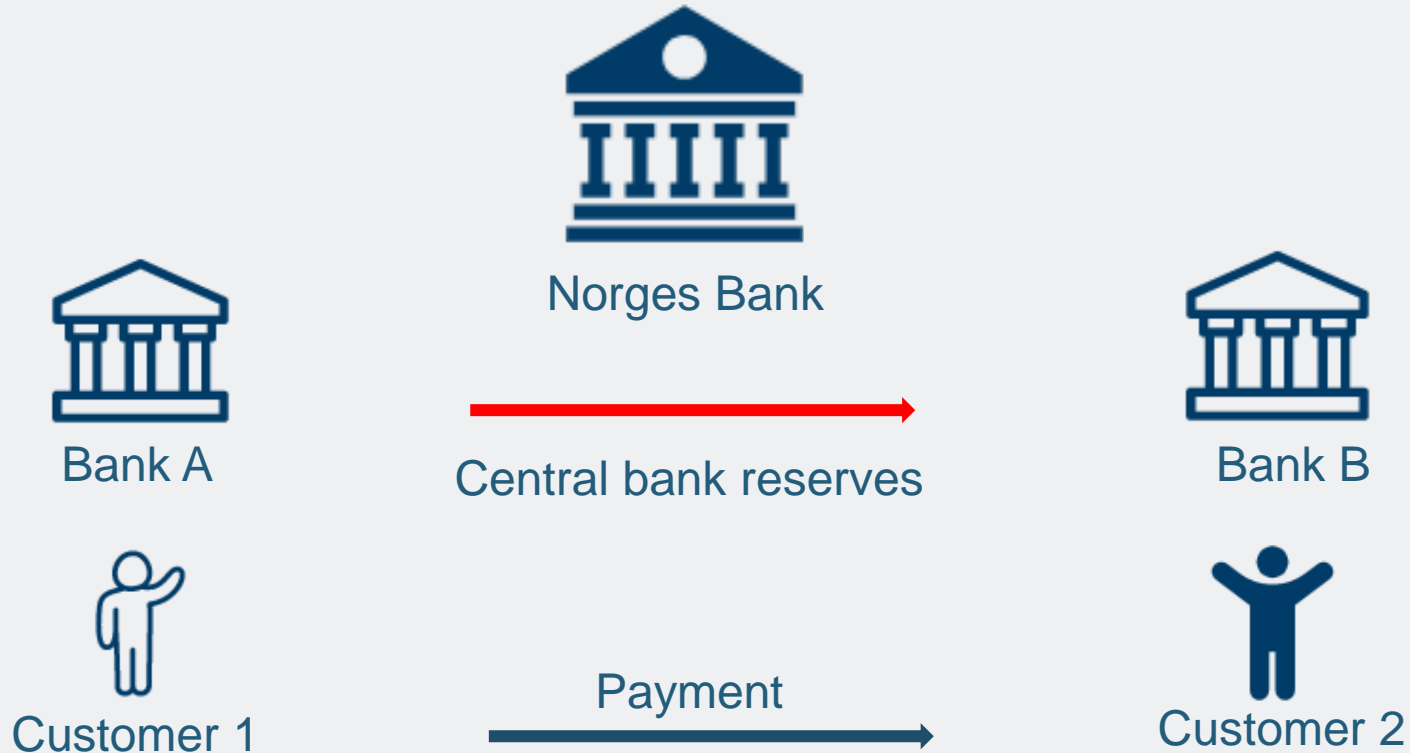 Norges Bank
Bank A
Bank B
Central bank reserves
Payment
Customer 1
Customer 2